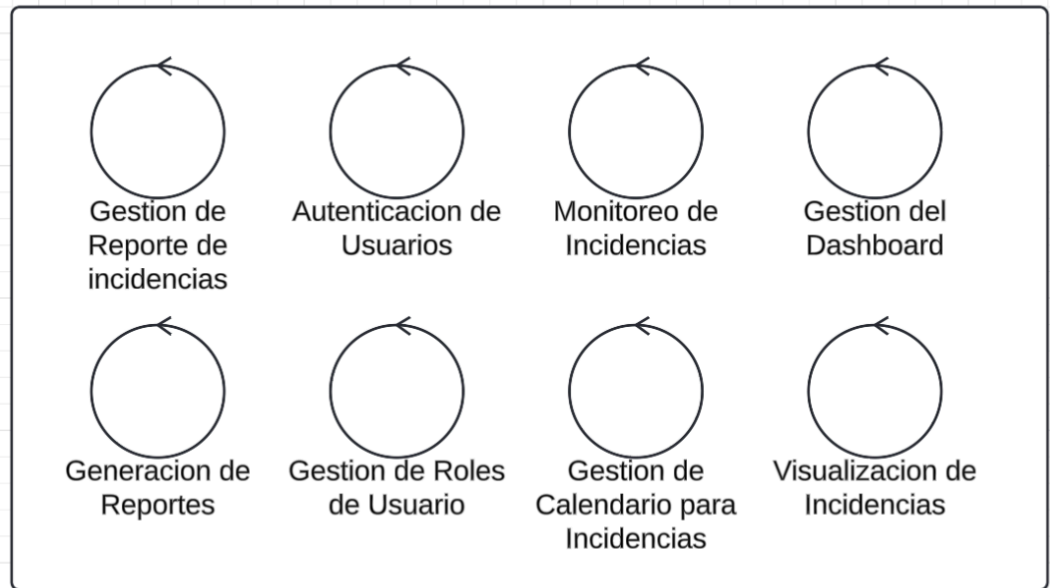 Gestion de
Reporte de
incidencias
Autenticacion de
Usuarios
Monitoreo de
Incidencias
Gestion del
Dashboard
Generacion de
Reportes
Gestion de Roles
de Usuario
Gestion de
Calendario para
Incidencias
Visualizacion de
Incidencias